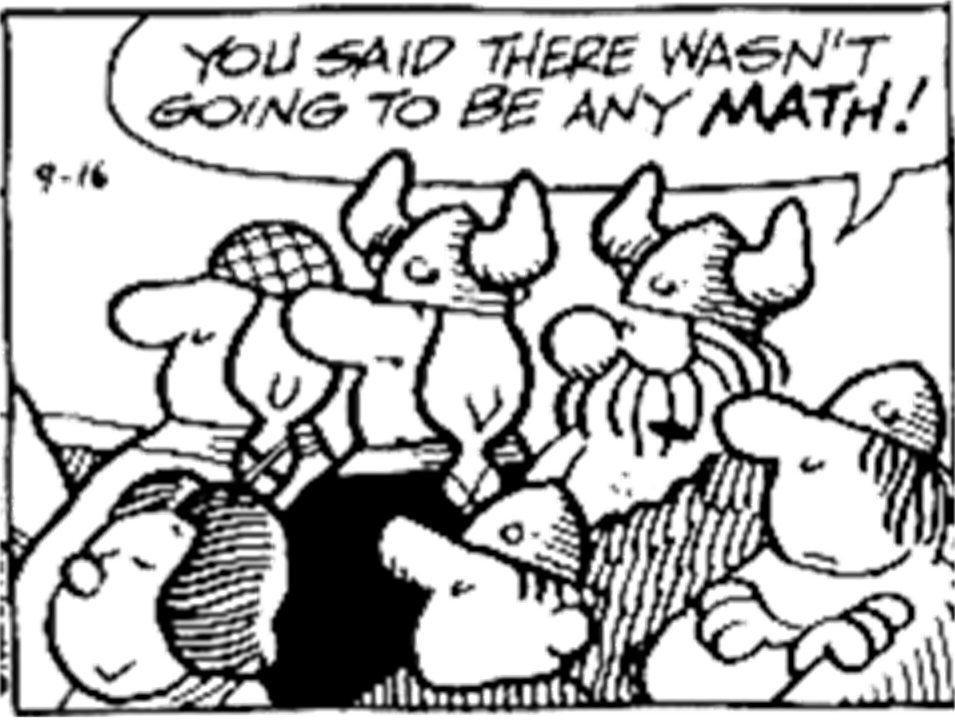 YOU SAID THERE WASN'T
GOING TO BE ANY MATH!
9-16